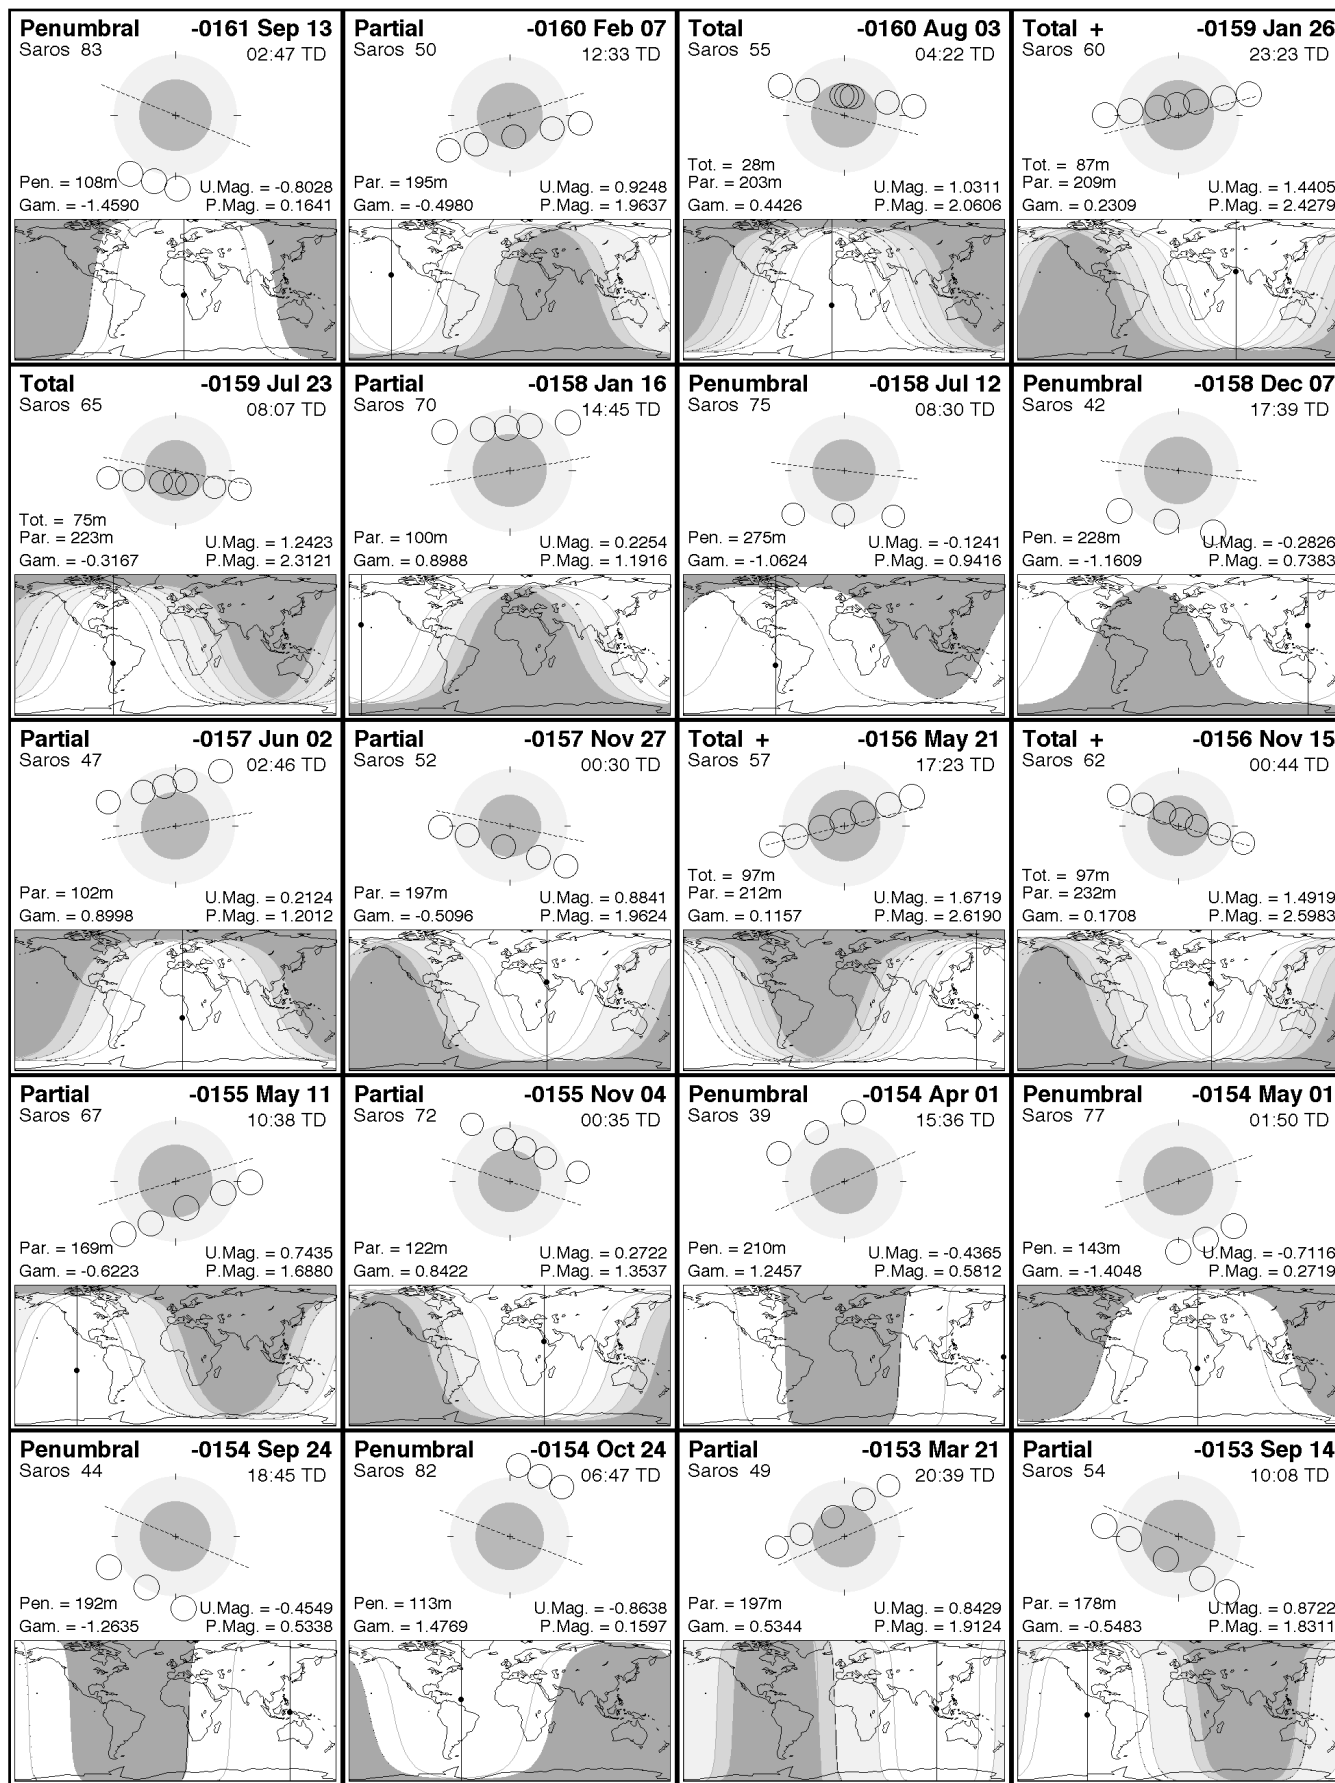 Penumbral -0161 Sep 13
Saros 83 02:47 TD
Pen. = 108m U.Mag. = -0.8028
Gam. = -1.4590 P.Mag. = 0.1641
Partial -0160 Feb 07
Saros 50 12:33 TD
Par. = 195m U.Mag. = 0.9248
Gam. = -0.4980 P.Mag. = 1.9637
Total -0160 Aug 03
Saros 55 04:22 TD
Tot. = 28m
Par. = 203m U.Mag. = 1.0311
Gam. = 0.4426 P.Mag. = 2.0606
Total + -0159 Jan 26
Saros 60 23:23 TD
Tot. = 87m
Par. = 209m U.Mag. = 1.4405
Gam. = 0.2309 P.Mag. = 2.4279
Total -0159 Jul 23
Saros 65 08:07 TD
Tot. = 75m
Par. = 223m U.Mag. = 1.2423
Gam. = -0.3167 P.Mag. = 2.3121
Partial -0158 Jan 16
Saros 70 14:45 TD
Par. = 100m U.Mag. = 0.2254
Gam. = 0.8988 P.Mag. = 1.1916
Penumbral -0158 Jul 12
Saros 75 08:30 TD
Pen. = 275m U.Mag. = -0.1241
Gam. = -1.0624 P.Mag. = 0.9416
Penumbral -0158 Dec 07
Saros 42 17:39 TD
Pen. = 228m U.Mag. = -0.2826
Gam. = -1.1609 P.Mag. = 0.7383
Partial -0157 Jun 02
Saros 47 02:46 TD
Par. = 102m U.Mag. = 0.2124
Gam. = 0.8998 P.Mag. = 1.2012
Partial -0157 Nov 27
Saros 52 00:30 TD
Par. = 197m U.Mag. = 0.8841
Gam. = -0.5096 P.Mag. = 1.9624
Total + -0156 May 21
Saros 57 17:23 TD
Tot. = 97m
Par. = 212m U.Mag. = 1.6719
Gam. = 0.1157 P.Mag. = 2.6190
Total + -0156 Nov 15
Saros 62 00:44 TD
Tot. = 97m
Par. = 232m U.Mag. = 1.4919
Gam. = 0.1708 P.Mag. = 2.5983
Partial -0155 May 11
Saros 67 10:38 TD
Par. = 169m U.Mag. = 0.7435
Gam. = -0.6223 P.Mag. = 1.6880
Partial -0155 Nov 04
Saros 72 00:35 TD
Par. = 122m U.Mag. = 0.2722
Gam. = 0.8422 P.Mag. = 1.3537
Penumbral -0154 Apr 01
Saros 39 15:36 TD
Pen. = 210m U.Mag. = -0.4365
Gam. = 1.2457 P.Mag. = 0.5812
Penumbral -0154 May 01
Saros 77 01:50 TD
Pen. = 143m U.Mag. = -0.7116
Gam. = -1.4048 P.Mag. = 0.2719
Penumbral -0154 Sep 24
Saros 44 18:45 TD
Pen. = 192m U.Mag. = -0.4549
Gam. = -1.2635 P.Mag. = 0.5338
Penumbral -0154 Oct 24
Saros 82 06:47 TD
Pen. = 113m U.Mag. = -0.8638
Gam. = 1.4769 P.Mag. = 0.1597
Partial -0153 Mar 21
Saros 49 20:39 TD
Par. = 197m U.Mag. = 0.8429
Gam. = 0.5344 P.Mag. = 1.9124
Partial -0153 Sep 14
Saros 54 10:08 TD
Par. = 178m U.Mag. = 0.8722
Gam. = -0.5483 P.Mag. = 1.8311